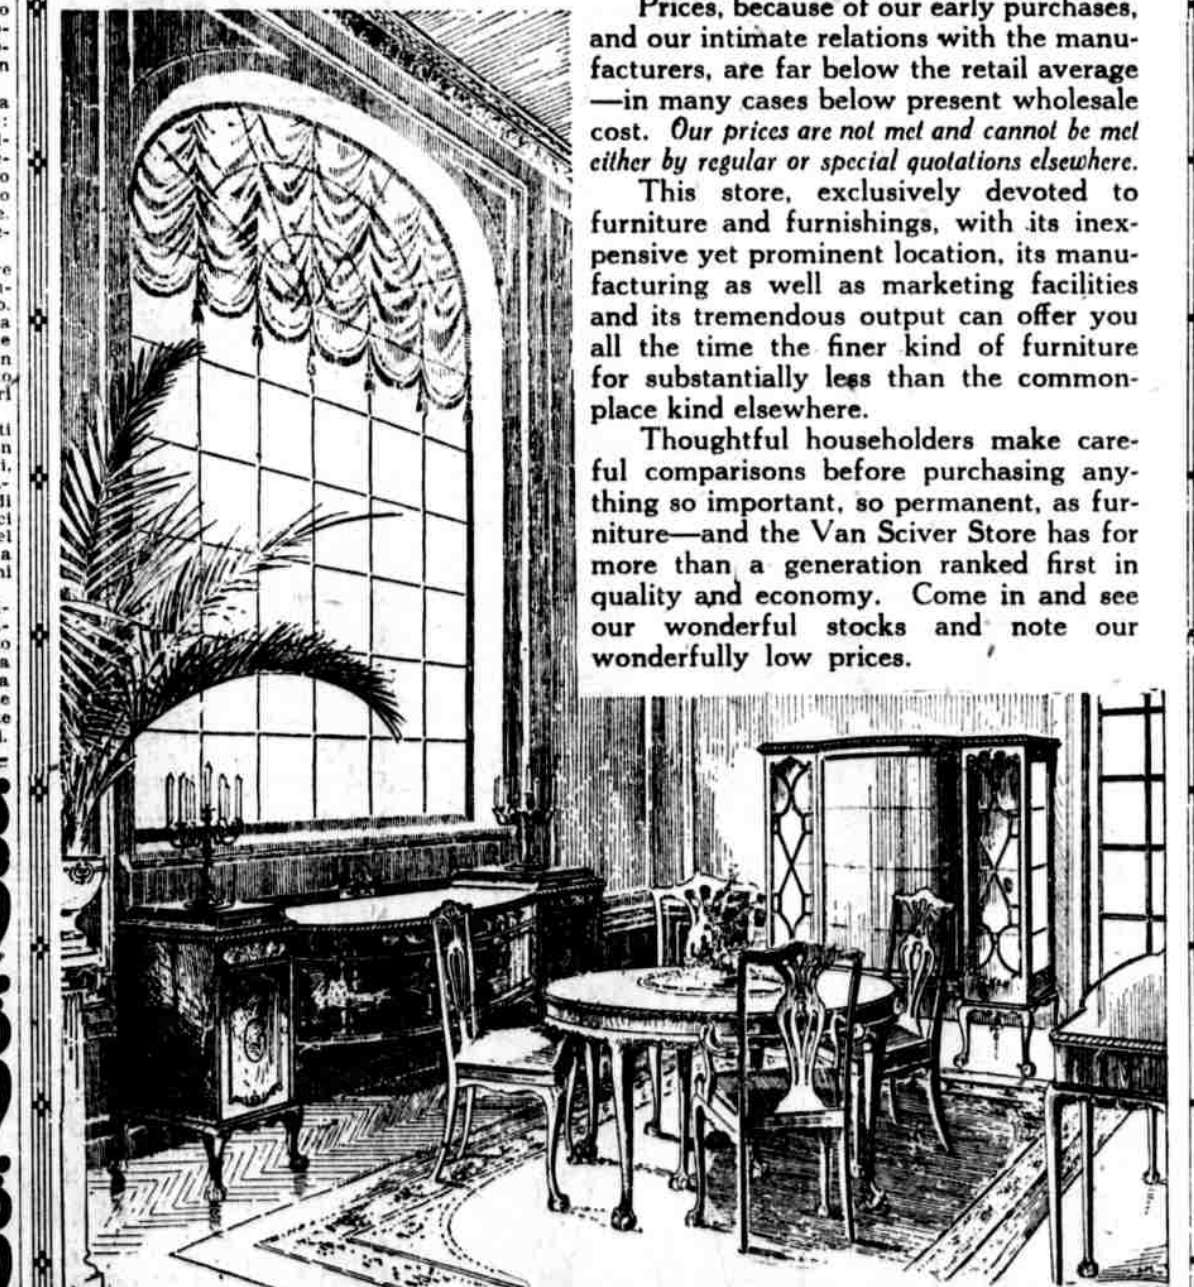 Prices, because of our early purchases,
and our intimate relations with the manu-
facturers, are far below the retail average
—in many cases below present wholesale
cost. Our prices are not met and cannot be met
either by regular or special quotations elsewhere.
This store, exclusively devoted to
furniture and furnishings, with its inex-
pensive yet prominent location, its manu-
facturing as well as marketing facilities
and its tremendous output can offer you
all the time the finer kind of furniture
for substantially less than the common-
place kind elsewhere.
Thoughtful householders make care-
ful comparisons before purchasing any-
thing so important, so permanent, as fur-
niture—and the Van Sciver Store has for
more than a generation ranked first in
quality and economy. Come in and see
our wonderful stocks and note our
wonderfully low prices.